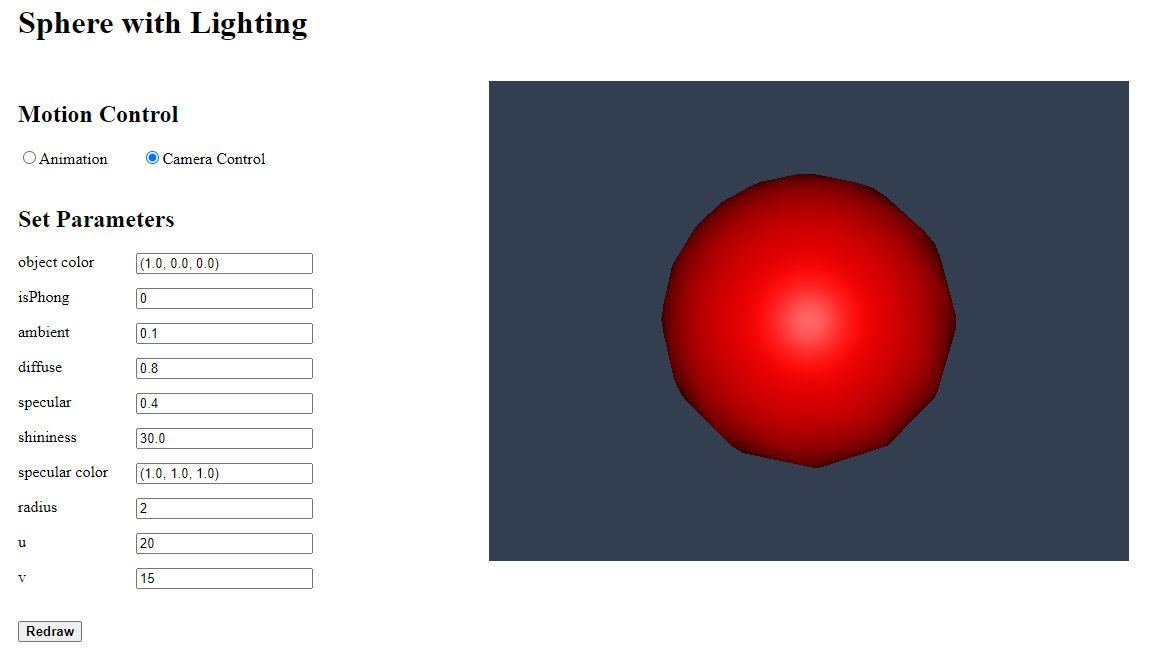 Sphere with Lighting
Motion Control
Animation Camera Control
Set Parameters
object color (1.0, 0.0, 0.0)
isPhong 0
ambient 0.1
diffuse 0.8
specular 0.4
shininess 30.0
specular color (1.0, 1.0, 1.0)
radius 2
u 20
v 15
Redraw